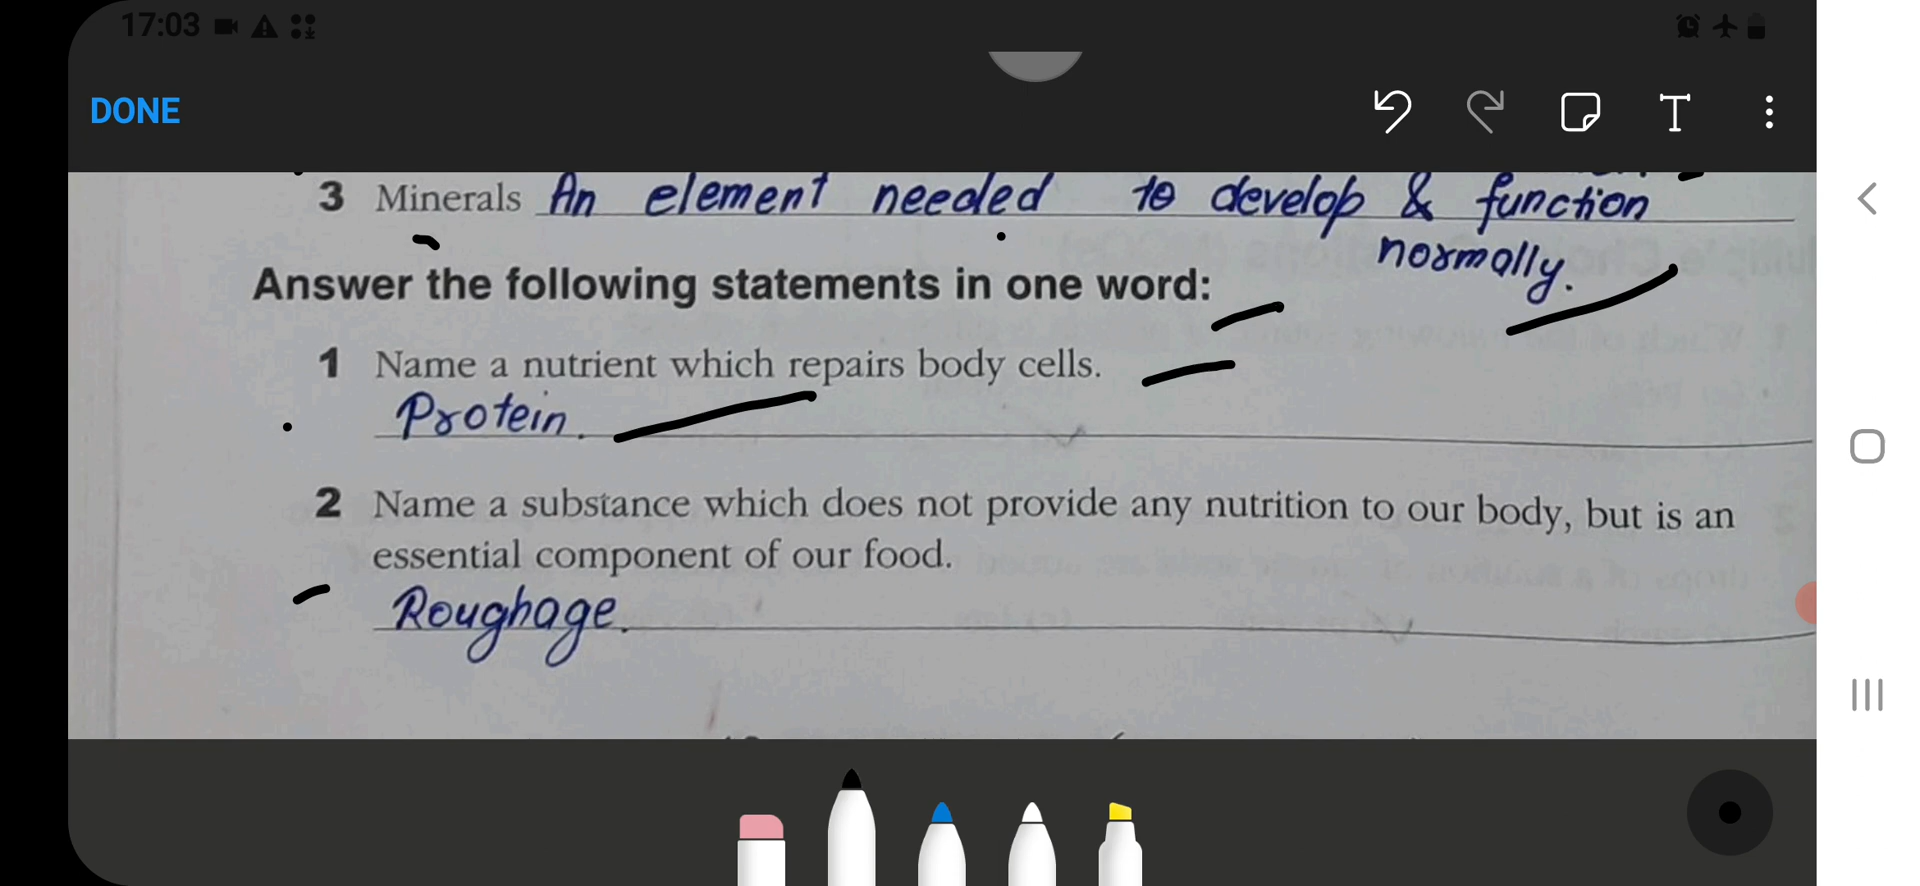 17:03
DONE
T
3 Minerals An element needed to develop & function
normally.
Answer the following statements in one word:
1 Name a nutrient which repairs body cells.
Protein.
2 Name a substance which does not provide any nutrition to our body, but is an
essential component of our food.
Roughage.